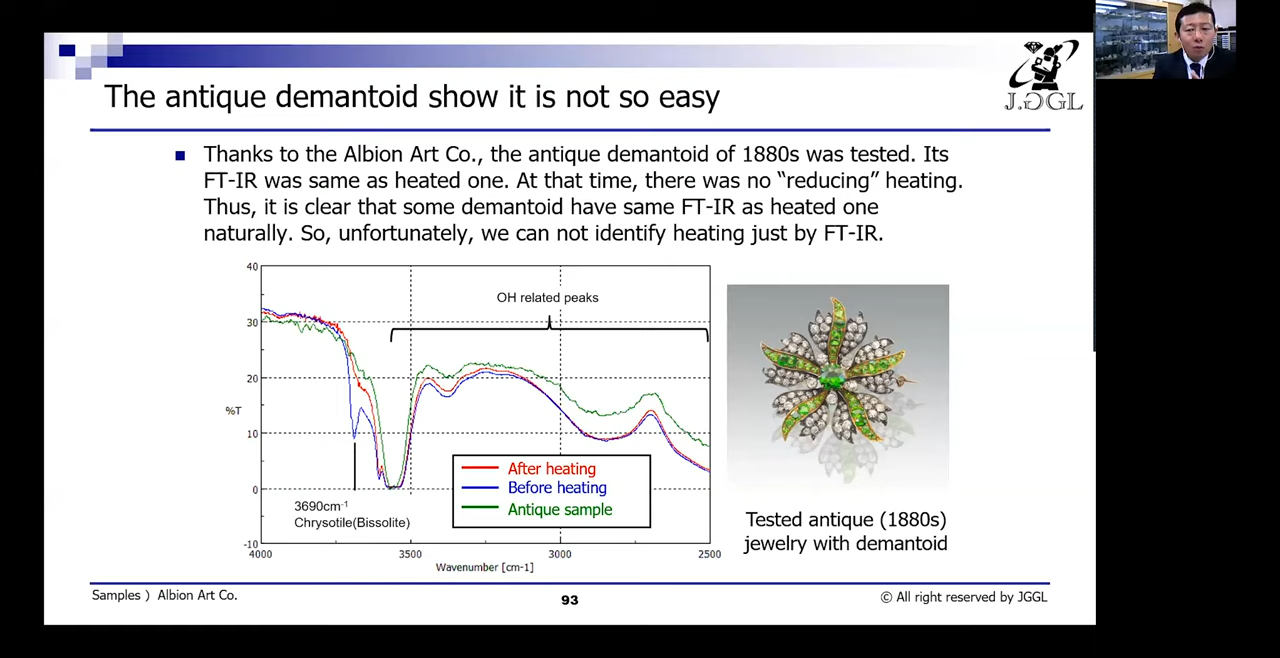 The antique demantoid show it is not so easy
J.GGL
Thanks to the Albion Art Co., the antique demantoid of 1880s was tested. Its
FT-IR was same as heated one. At that time, there was no “reducing” heating.
Thus, it is clear that some demantoid have same FT-IR as heated one
naturally. So, unfortunately, we can not identify heating just by FT-IR.
40
30
20
%T
10
0
-10
OH related peaks
After heating
Before heating
Antique sample
3690cm-1
Chrysotile(Bissolite)
4000 3500 3000 2500
Wavenumber [cm-1]
Tested antique (1880s)
jewelry with demantoid
Samples ) Albion Art Co.
93
© All right reserved by JGGL